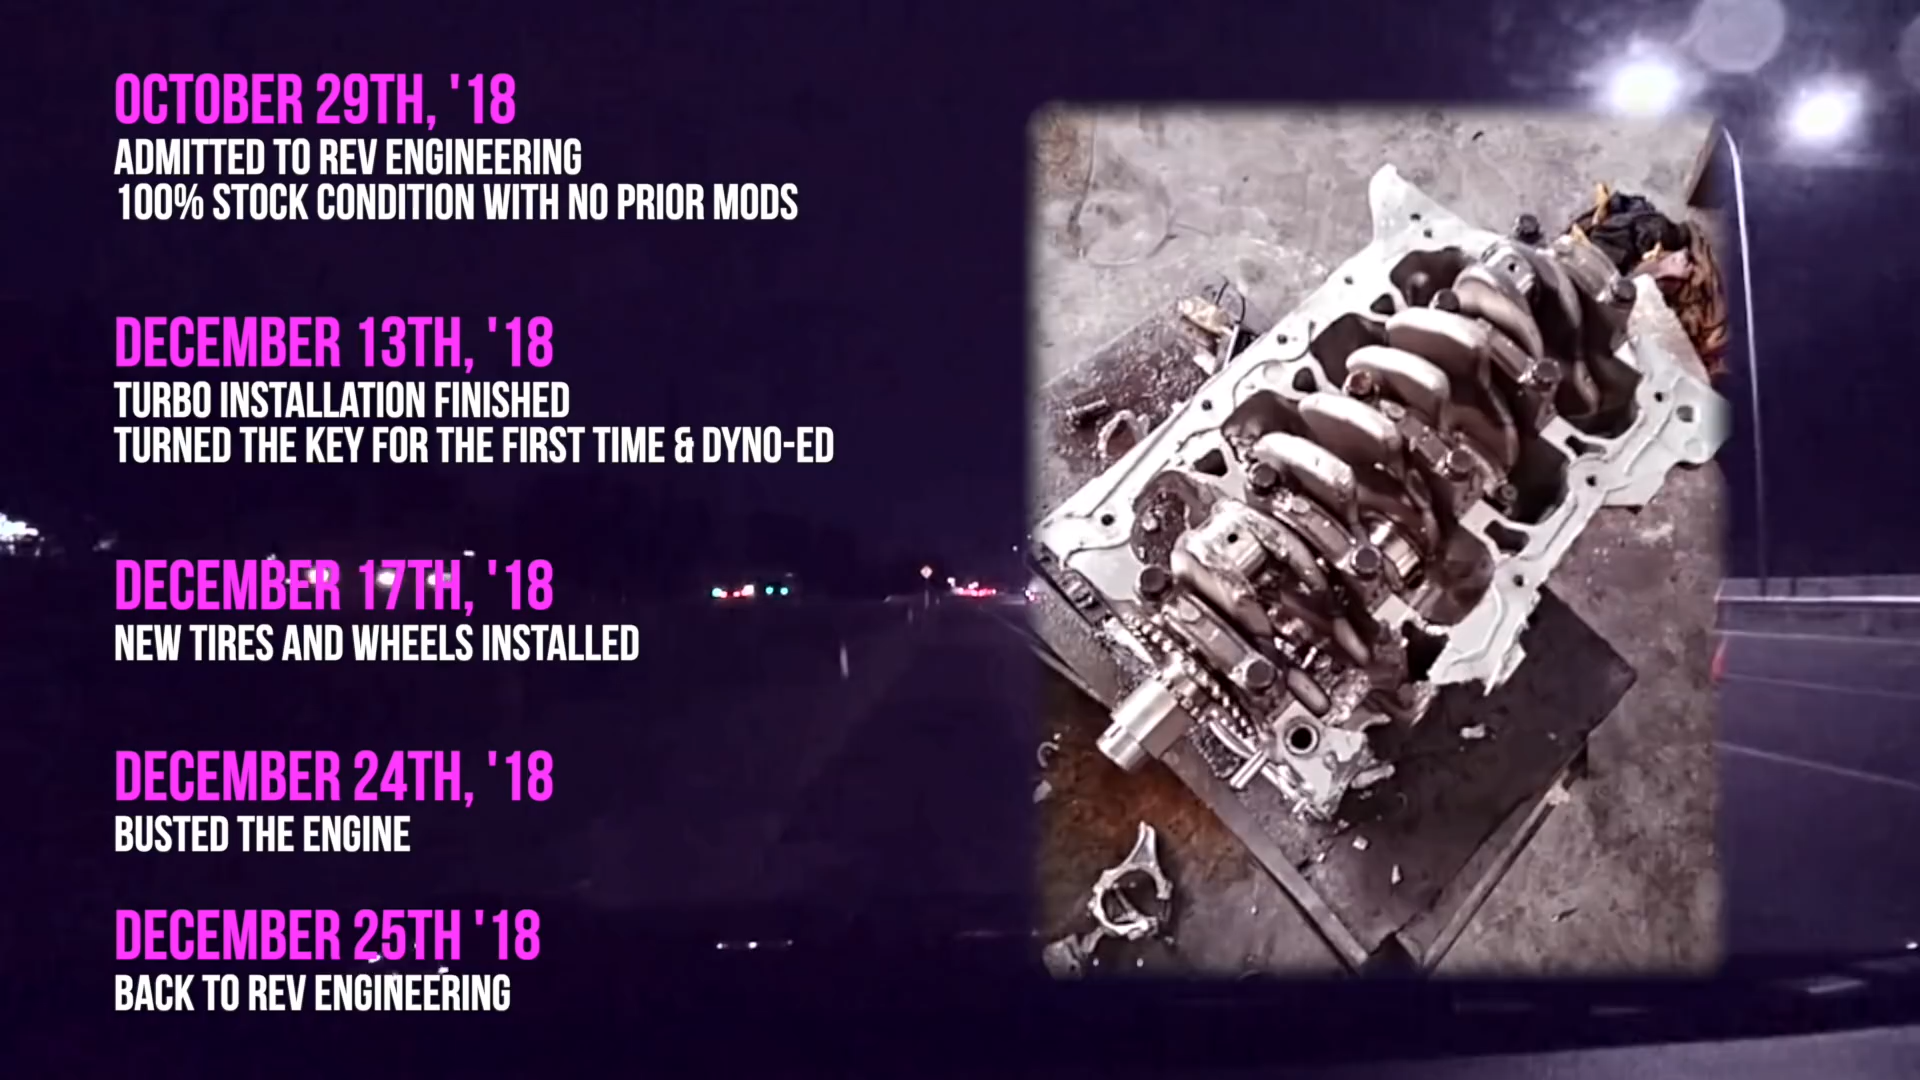 OCTOBER 29TH, '18
ADMITTED TO REV ENGINEERING
100% STOCK CONDITION WITH NO PRIOR MODS
DECEMBER 13TH, '18
TURBO INSTALLATION FINISHED
TURNED THE KEY FOR THE FIRST TIME & DYNO-ED
DECEMBER 17TH, '18
NEW TIRES AND WHEELS INSTALLED
DECEMBER 24TH, '18
BUSTED THE ENGINE
DECEMBER 25TH '18
BACK TO REV ENGINEERING